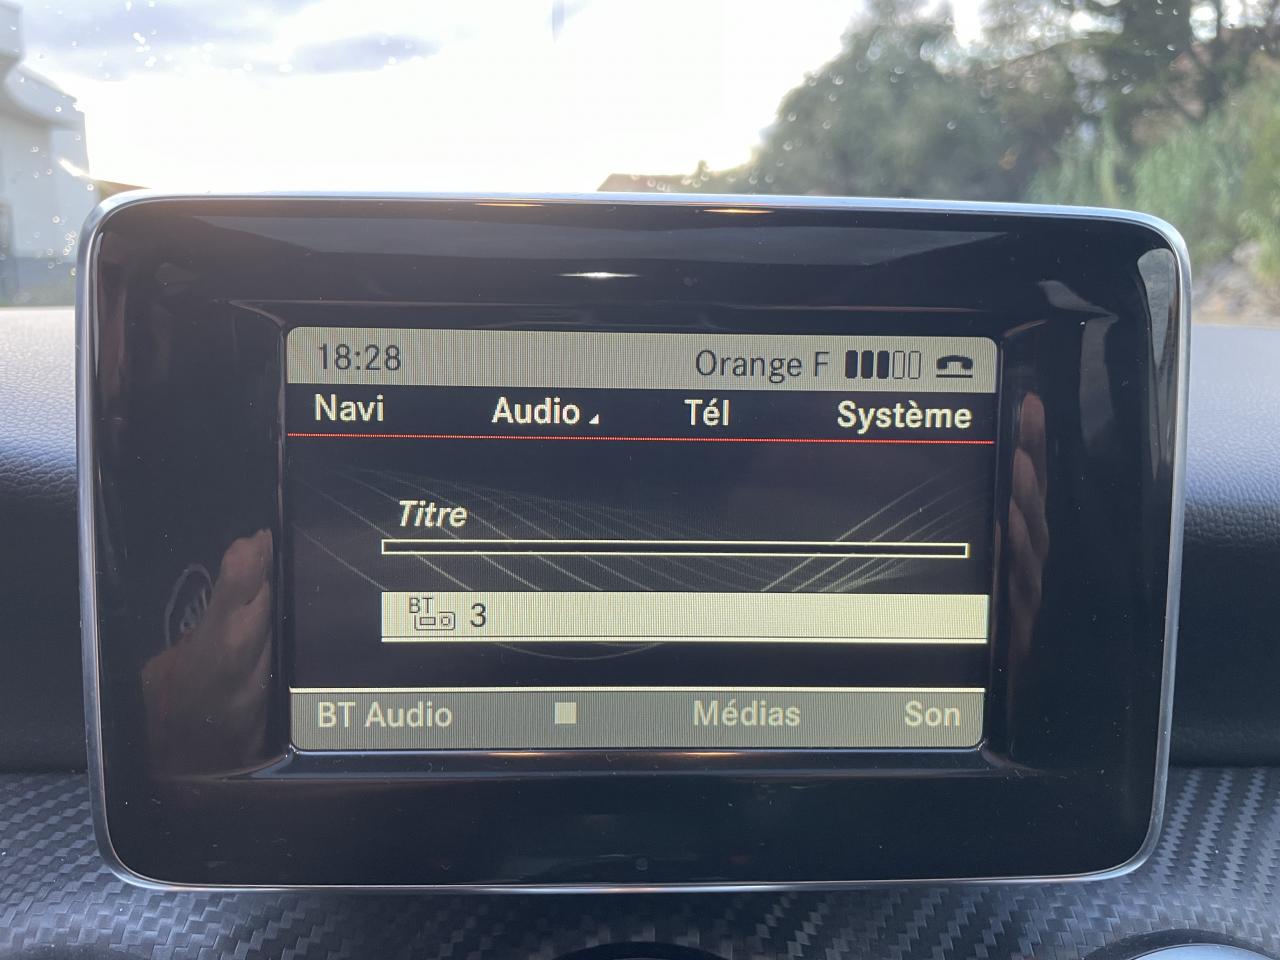 18:28 Orange F
Navi Audio Tél Système
Titre
BT 3
BT Audio Médias Son